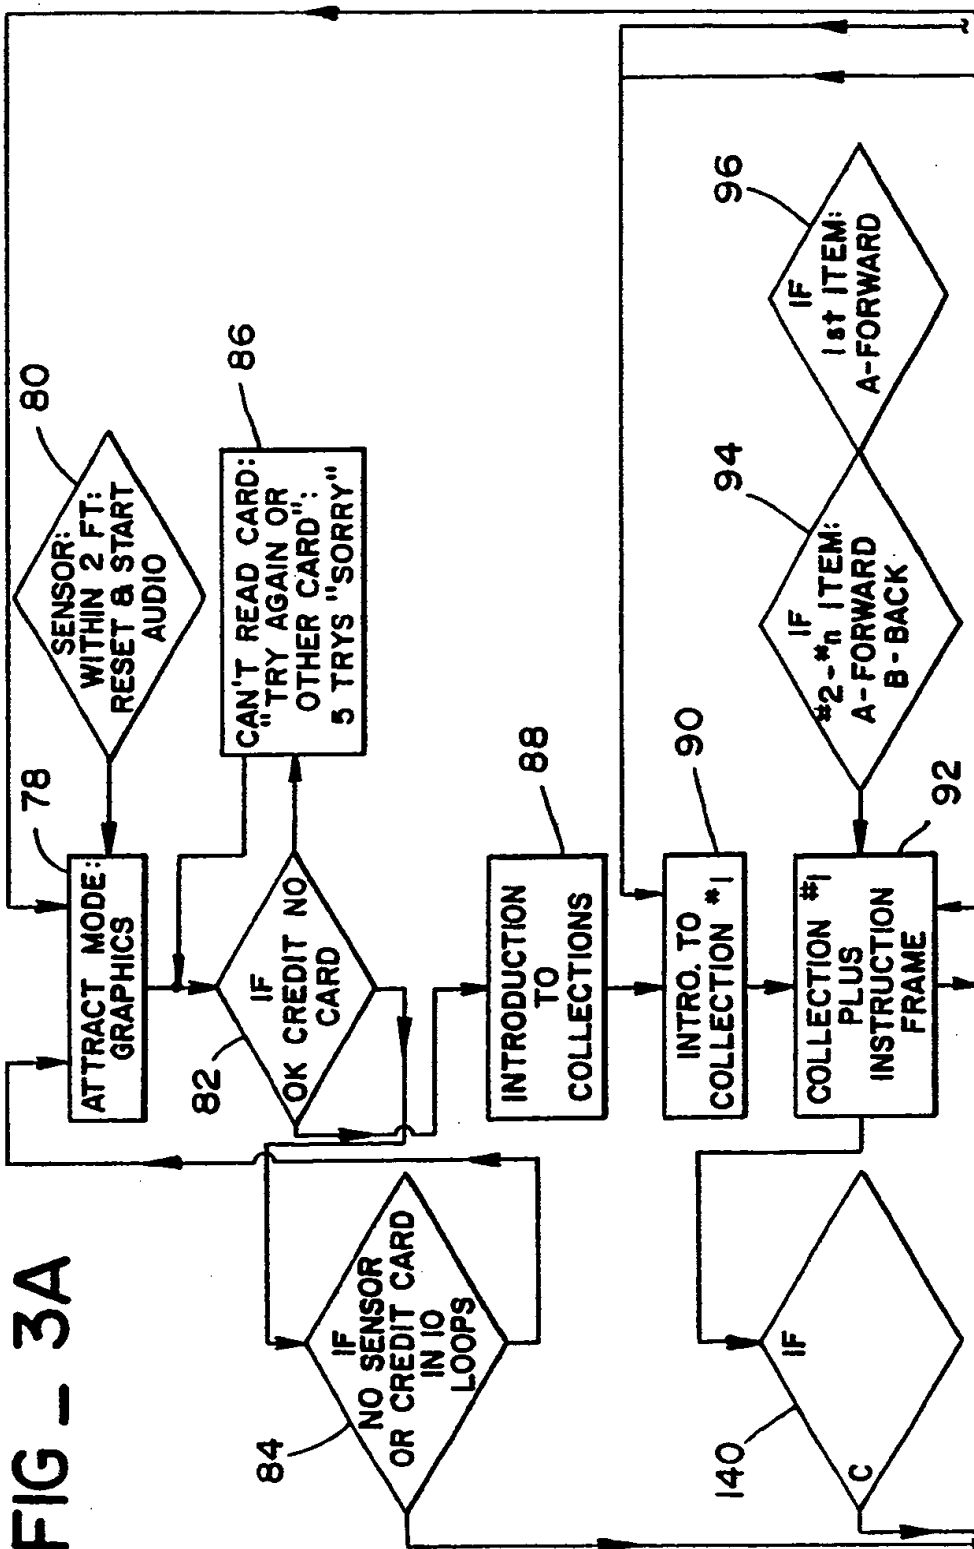 FIG - 3A
78
ATTRACT MODE:
GRAPHICS
80
SENSOR:
WITHIN 2 FT:
RESET & START
AUDIO
82
IF
OK CREDIT NO
CARD
84
IF
NO SENSOR
OR CREDIT CARD
IN 10
LOOPS
86
CAN'T READ CARD:
"TRY AGAIN OR
OTHER CARD":
5 TRYS "SORRY"
88
INTRODUCTION
TO
COLLECTIONS
90
INTRO. TO
COLLECTION #1
92
COLLECTION #1
PLUS
INSTRUCTION
FRAME
94
IF
#2-#n ITEM:
A-FORWARD
B-BACK
96
IF
1st ITEM:
A-FORWARD
140
IF
C